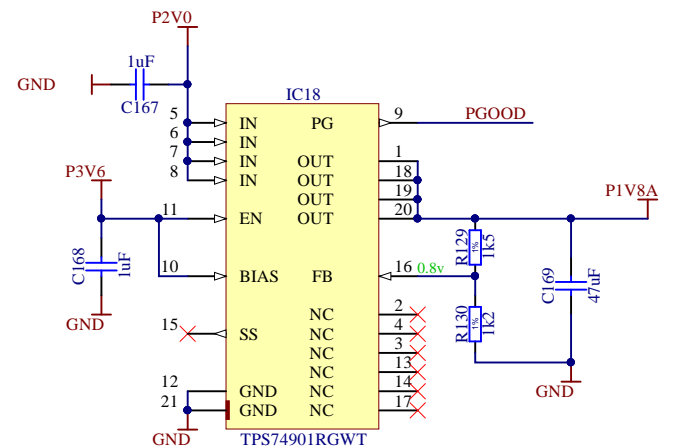 P2V0
1uF
GND
C167
IC18
5 IN PG 9 PGOOD
6 IN
7 IN OUT 1
8 IN OUT 18
OUT 19
P3V6
11 EN OUT 20
P1V8A
R129
1%
1k5
C168
1uF
10 BIAS FB 16 0.8v
C169
47uF
R130
1%
1k2
GND
NC 2
15 SS NC 4
NC 3
NC 13
12 GND NC 14
21 GND NC 17
GND
GND
TPS74901RGWT